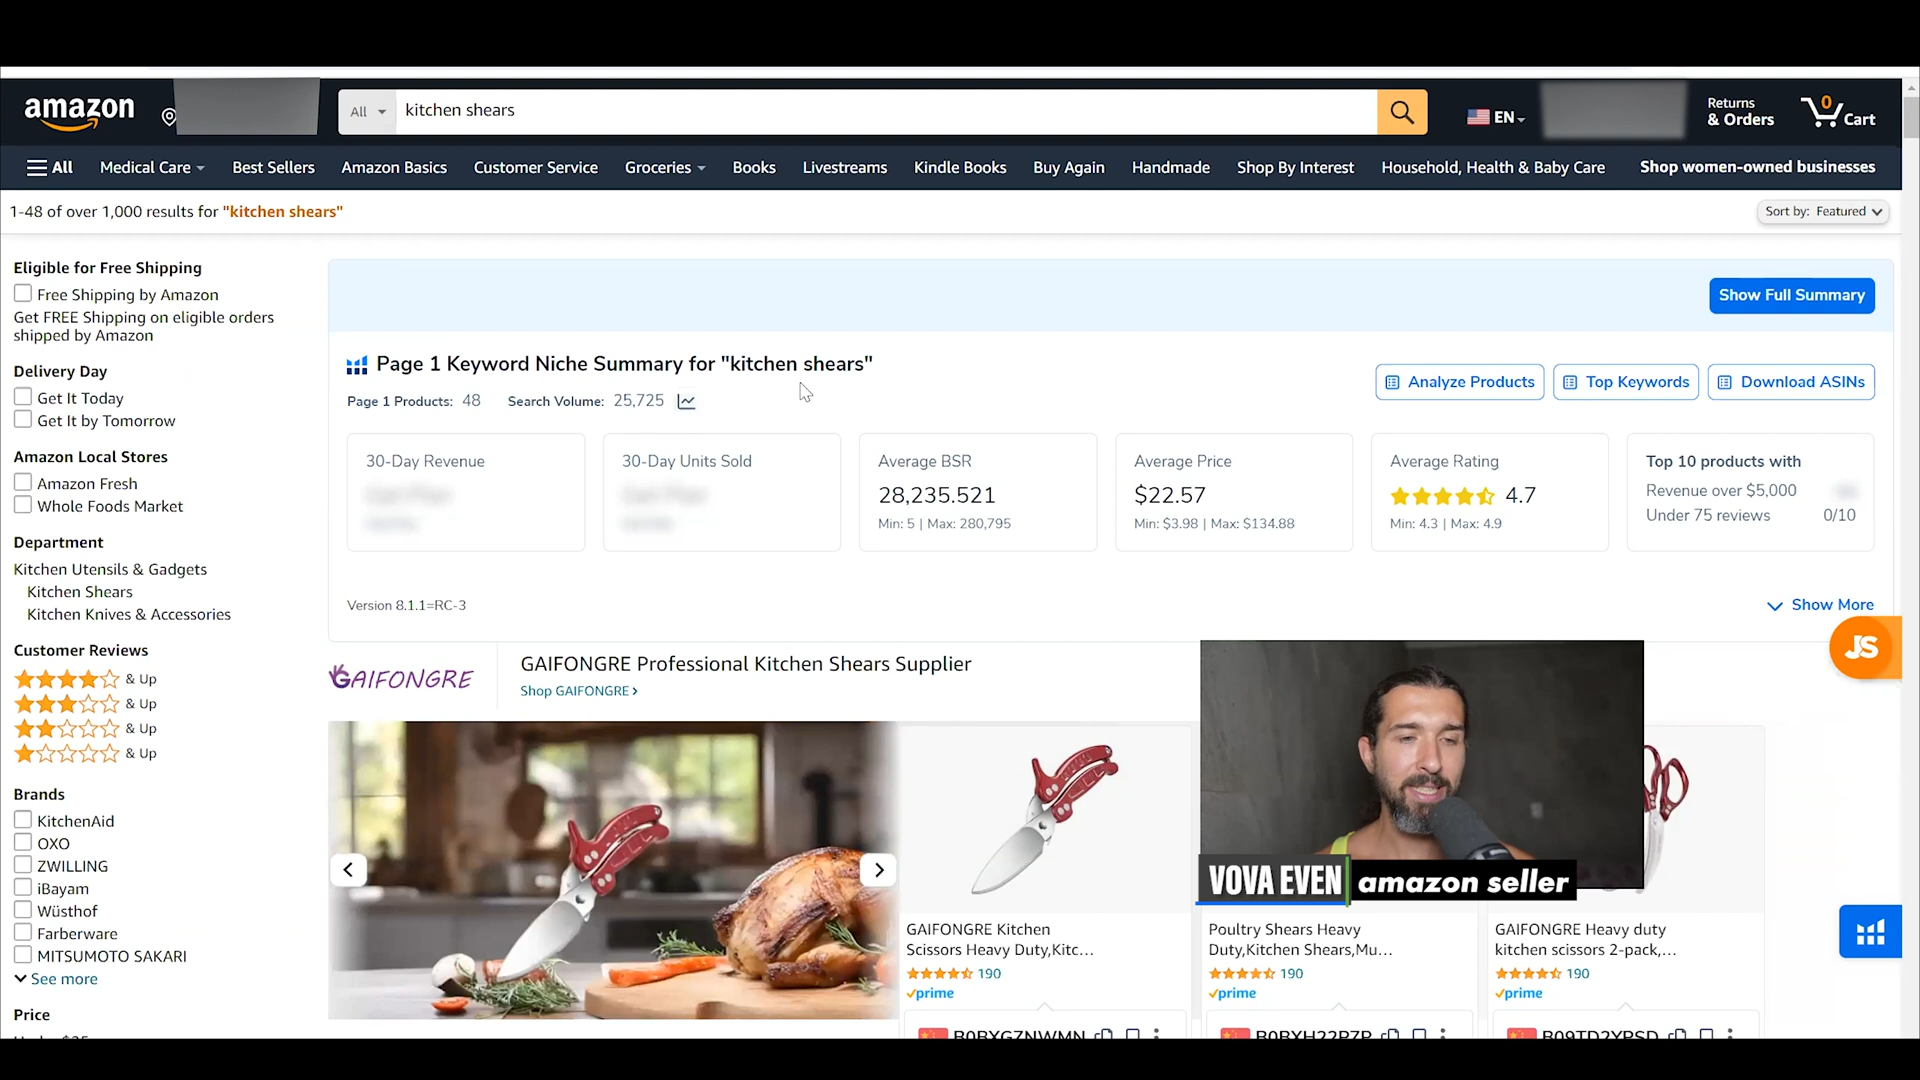 amazon
All
kitchen shears
EN
Returns
& Orders
0
Cart
All
Medical Care
Best Sellers
Amazon Basics
Customer Service
Groceries
Books
Livestreams
Kindle Books
Buy Again
Handmade
Shop By Interest
Household, Health & Baby Care
Shop women-owned businesses
1-48 of over 1,000 results for "kitchen shears"
Sort by: Featured
Eligible for Free Shipping
Free Shipping by Amazon
Get FREE Shipping on eligible orders
shipped by Amazon
Delivery Day
Get It Today
Get It by Tomorrow
Amazon Local Stores
Amazon Fresh
Whole Foods Market
Department
Kitchen Utensils & Gadgets
Kitchen Shears
Kitchen Knives & Accessories
Customer Reviews
& Up
& Up
& Up
& Up
Brands
KitchenAid
OXO
ZWILLING
iBayam
Wüsthof
Farberware
MITSUMOTO SAKARI
See more
Price
Show Full Summary
Page 1 Keyword Niche Summary for "kitchen shears"
Page 1 Products: 48 Search Volume: 25,725
Analyze Products
Top Keywords
Download ASINs
30-Day Revenue
30-Day Units Sold
Average BSR
28,235.521
Min: 5 | Max: 280,795
Average Price
$22.57
Min: $3.98 | Max: $134.88
Average Rating
4.7
Min: 4.3 | Max: 4.9
Top 10 products with
Revenue over $5,000
Under 75 reviews 0/10
Version 8.1.1=RC-3
Show More
JS
GAIFONGRE
GAIFONGRE Professional Kitchen Shears Supplier
Shop GAIFONGRE ›
VOVA EVEN
amazon seller
GAIFONGRE Kitchen
Scissors Heavy Duty,Kitc...
190
prime
Poultry Shears Heavy
Duty,Kitchen Shears,Mu...
190
prime
GAIFONGRE Heavy duty
kitchen scissors 2-pack,...
190
prime